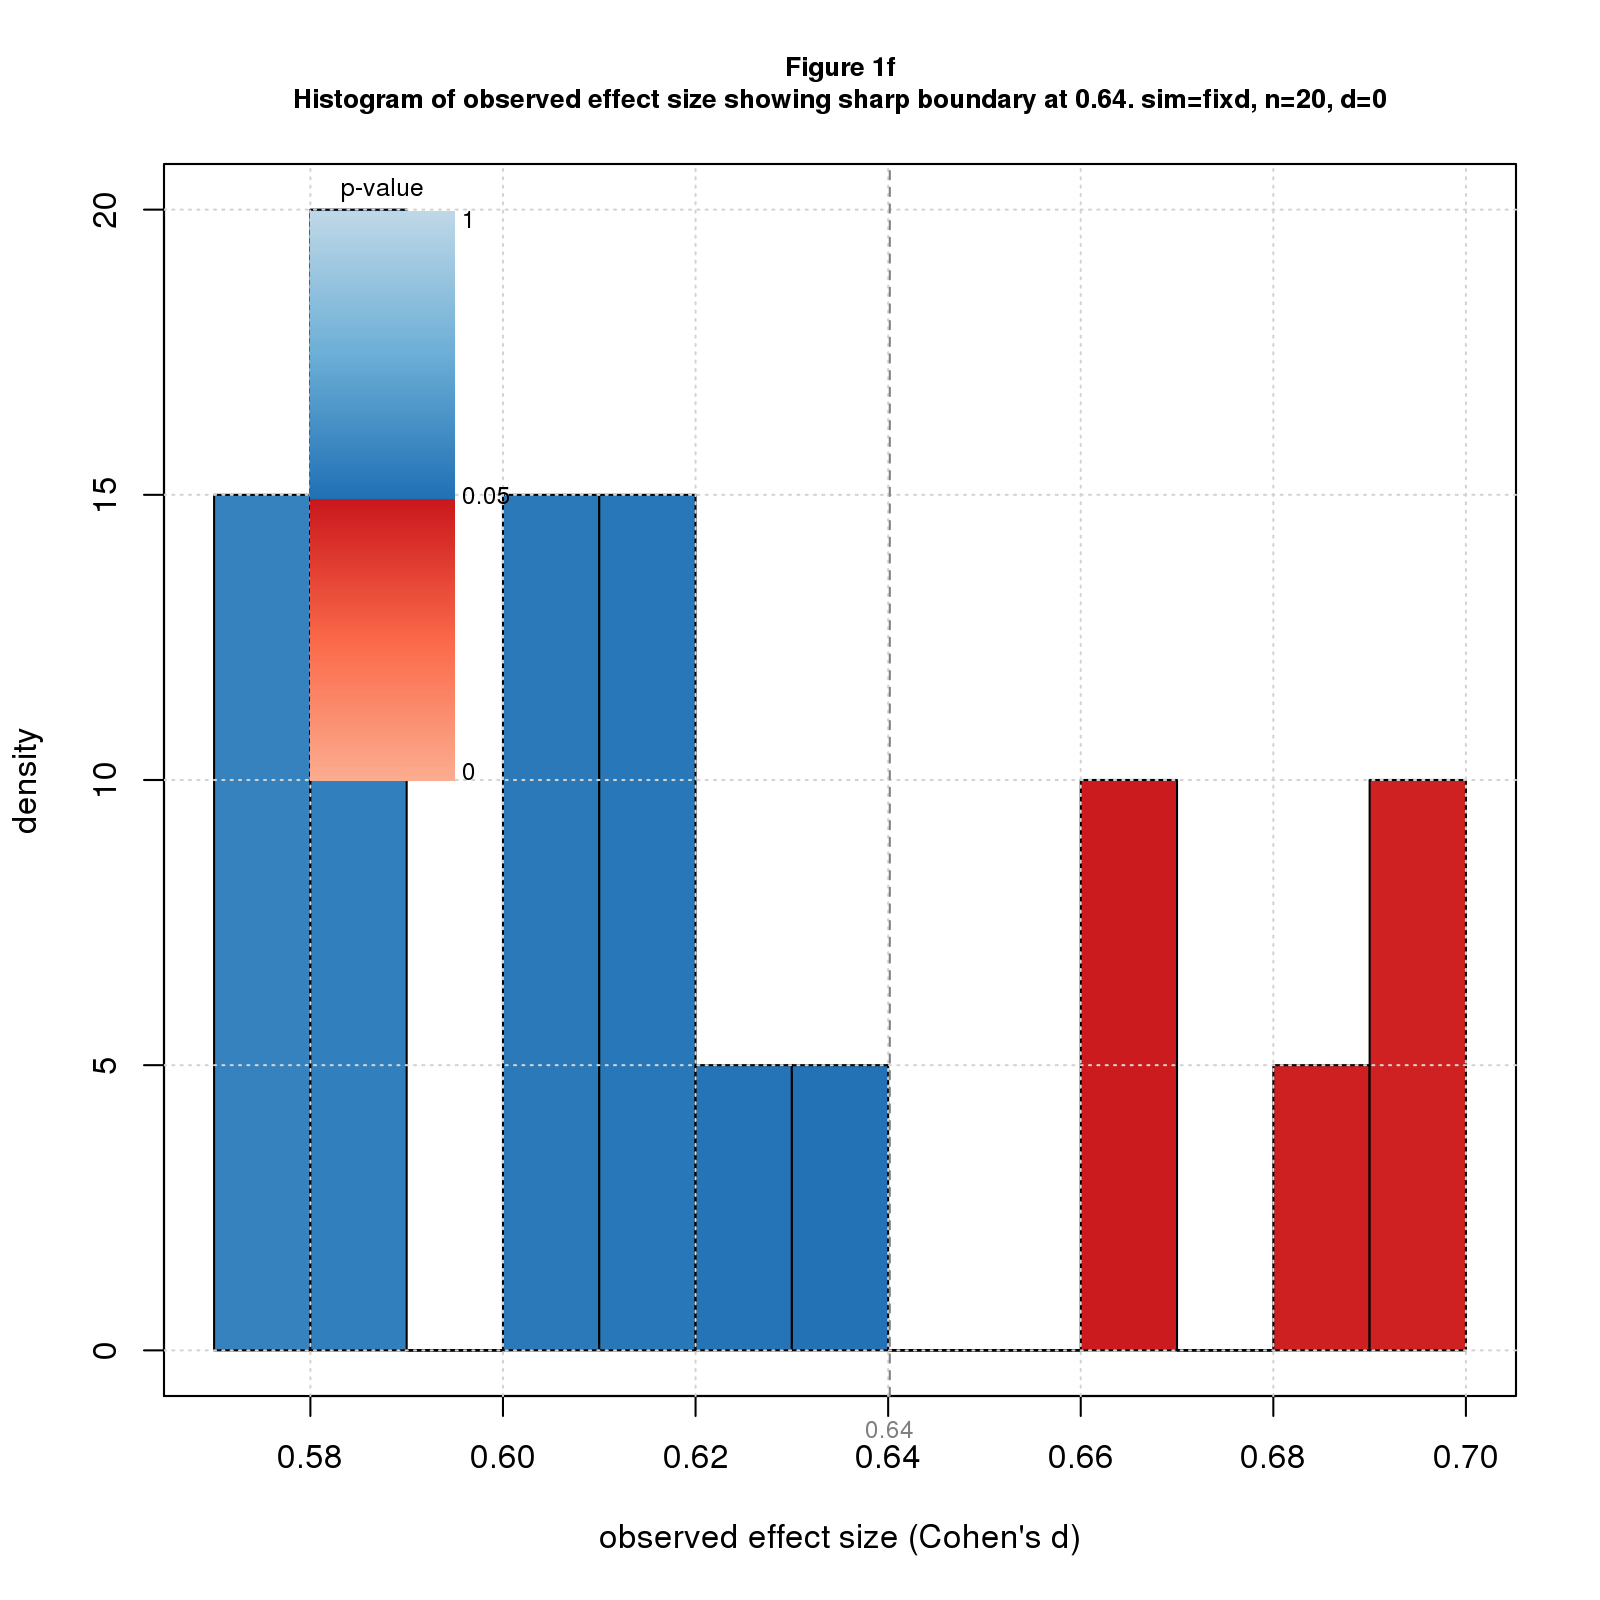 Figure 1f
Histogram of observed effect size showing sharp boundary at 0.64. sim=fixd, n=20, d=0
p-value
1
0.05
0
density
20
15
10
5
0
0.64
0.58 0.60 0.62 0.64 0.66 0.68 0.70
observed effect size (Cohen's d)